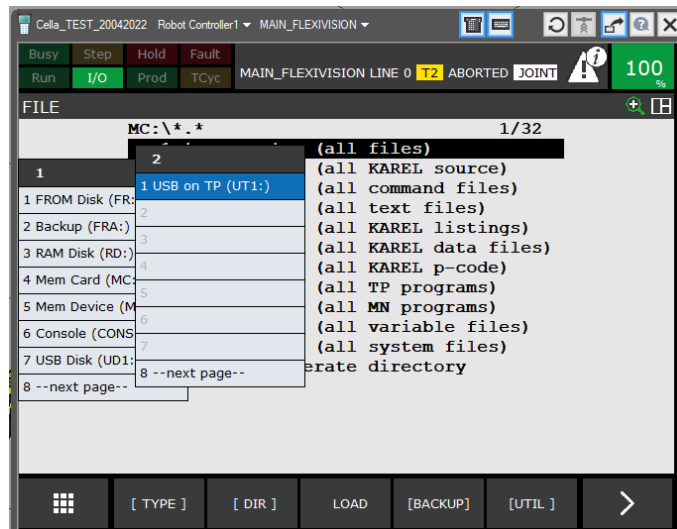 Cella_TEST_20042022 Robot Controller1 MAIN_FLEXIVISION
Busy Step Hold Fault
Run I/O Prod TCyc
MAIN_FLEXIVISION LINE 0 T2 ABORTED JOINT
100 %
FILE
MC:\*.* 1/32
(all files)
(all KAREL source)
(all command files)
(all text files)
(all KAREL listings)
(all KAREL data files)
(all KAREL p-code)
(all TP programs)
(all MN programs)
(all variable files)
(all system files)
erate directory
1
1 FROM Disk (FR:
2 Backup (FRA:)
3 RAM Disk (RD:)
4 Mem Card (MC:
5 Mem Device (M
6 Console (CONS
7 USB Disk (UD1:
8 --next page--
2
1 USB on TP (UT1:)
2
3
4
5
6
7
8 --next page--
[ TYPE ] [ DIR ] LOAD [BACKUP] [UTIL ] >